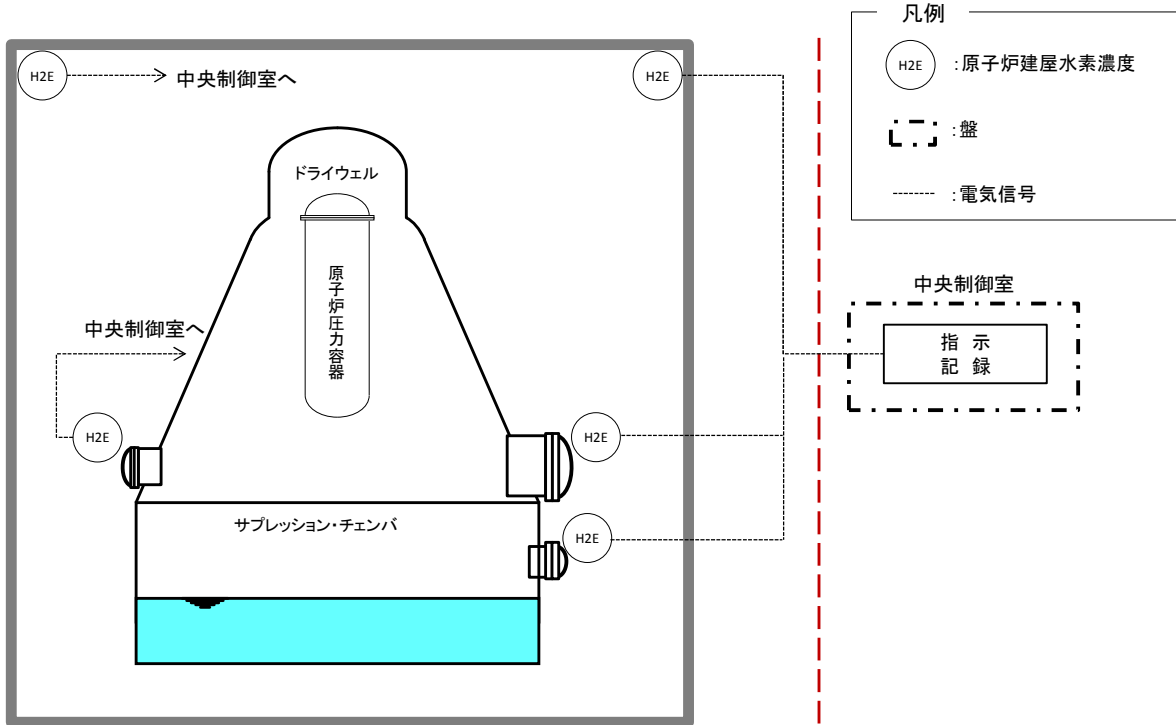 凡例
H2E :原子炉建屋水素濃度
:盤
:電気信号
H2E 中央制御室へ
H2E
ドライウェル
原子炉圧力容器
中央制御室へ
H2E
H2E
サプレッション・チェンバ
H2E
中央制御室
指 示
記 録